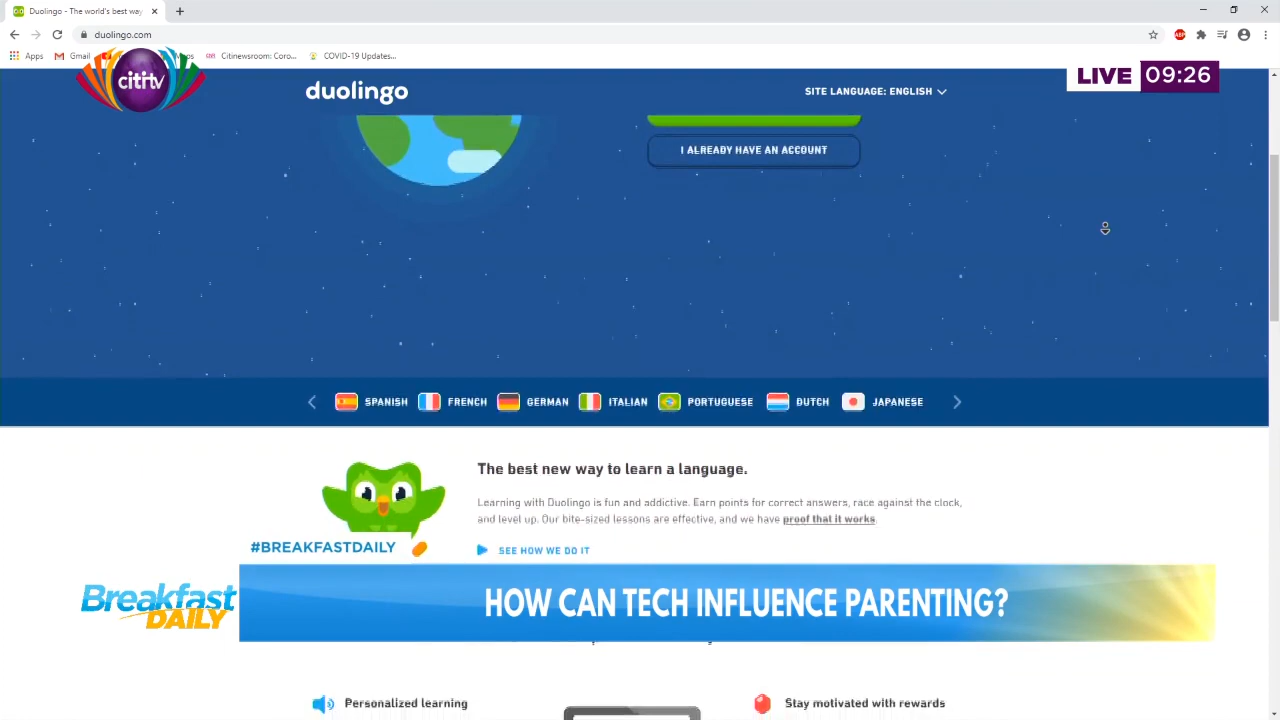 Duolingo - The world's best way
duolingo.com
Apps
Gmail
Maps
Citinewsroom: Coro...
COVID-19 Updates...
citi tv
duolingo
SITE LANGUAGE: ENGLISH
LIVE 09:26
I ALREADY HAVE AN ACCOUNT
SPANISH
FRENCH
GERMAN
ITALIAN
PORTUGUESE
DUTCH
JAPANESE
The best new way to learn a language.
Learning with Duolingo is fun and addictive. Earn points for correct answers, race against the clock,
and level up. Our bite-sized lessons are effective, and we have proof that it works.
#BREAKFASTDAILY
SEE HOW WE DO IT
Breakfast
DAILY
HOW CAN TECH INFLUENCE PARENTING?
Personalized learning
Stay motivated with rewards